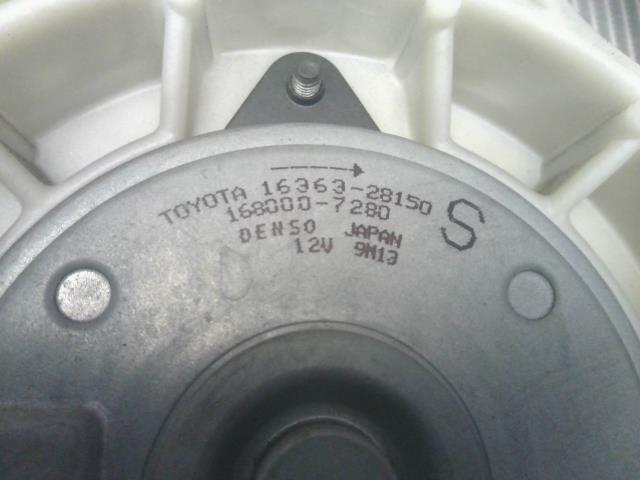 TOYOTA 16363-28150
168000-7280
DENSO JAPAN
12V 9M13
S